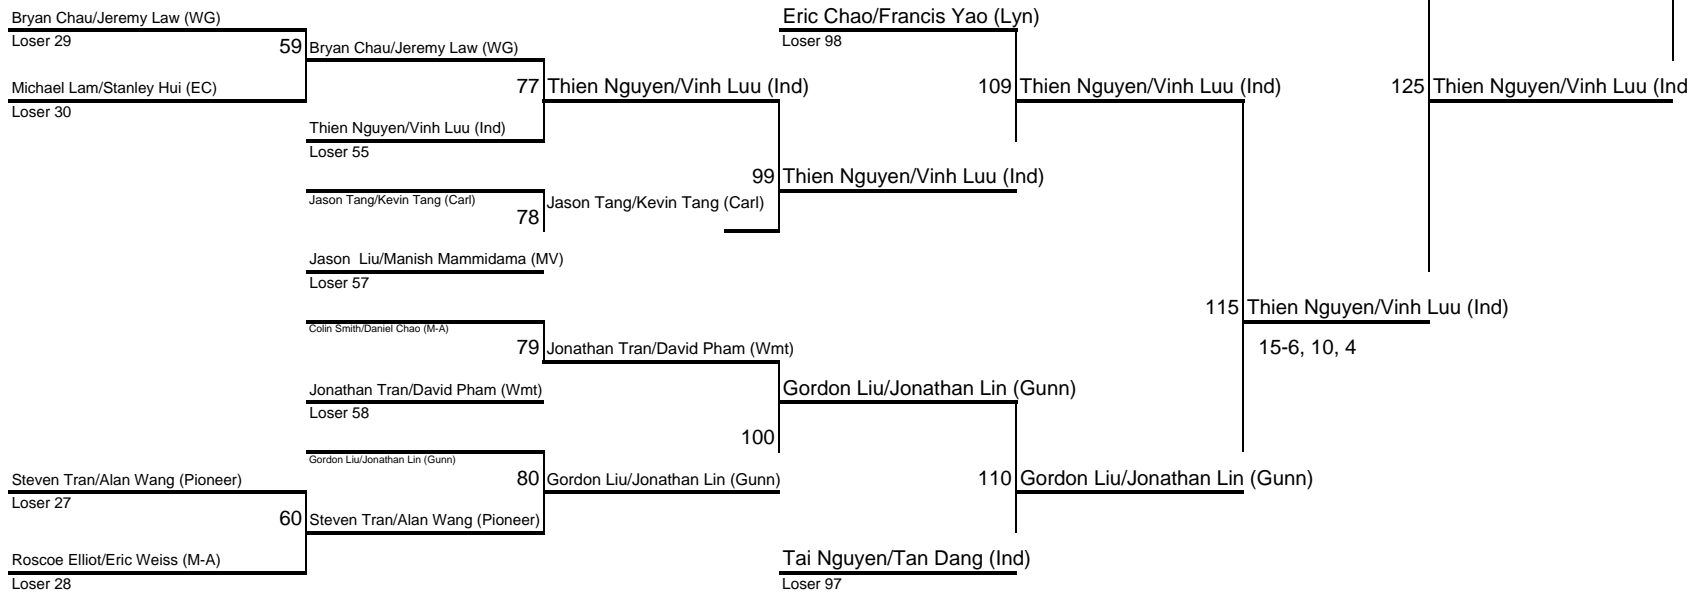 Bryan Chau/Jeremy Law (WG)
Loser 29
59
Bryan Chau/Jeremy Law (WG)
Michael Lam/Stanley Hui (EC)
Loser 30
77
Thien Nguyen/Vinh Luu (Ind)
Thien Nguyen/Vinh Luu (Ind)
Loser 55
Jason Tang/Kevin Tang (Carl)
78
Jason Tang/Kevin Tang (Carl)
Jason  Liu/Manish Mammidama (MV)
Loser 57
Colin Smith/Daniel Chao (M-A)
79
Jonathan Tran/David Pham (Wmt)
Jonathan Tran/David Pham (Wmt)
Loser 58
Gordon Liu/Jonathan Lin (Gunn)
80
Gordon Liu/Jonathan Lin (Gunn)
Steven Tran/Alan Wang (Pioneer)
Loser 27
60
Steven Tran/Alan Wang (Pioneer)
Roscoe Elliot/Eric Weiss (M-A)
Loser 28
Eric Chao/Francis Yao (Lyn)
Loser 98
99
Thien Nguyen/Vinh Luu (Ind)
109
Thien Nguyen/Vinh Luu (Ind)
Gordon Liu/Jonathan Lin (Gunn)
100
110
Gordon Liu/Jonathan Lin (Gunn)
Tai Nguyen/Tan Dang (Ind)
Loser 97
115
Thien Nguyen/Vinh Luu (Ind)
15-6, 10, 4
125
Thien Nguyen/Vinh Luu (Ind